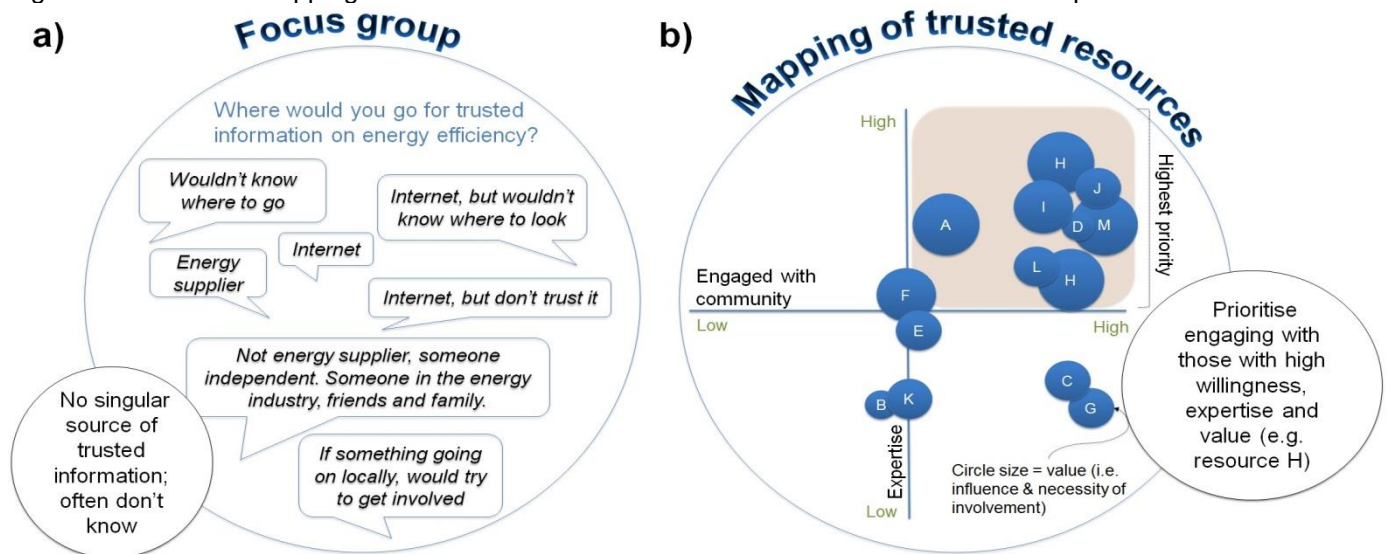 a)
Focus group
Where would you go for trusted
information on energy efficiency?
Wouldn't know
where to go
Internet, but wouldn't
know where to look
Internet
Energy
supplier
Internet, but don't trust it
Not energy supplier, someone
independent. Someone in the energy
industry, friends and family.
If something going
on locally, would try
to get involved
No singular
source of
trusted
information;
often don't
know
b)
Mapping of trusted resources
High
Highest priority
H
J
I
A
D
M
L
H
Engaged with
community
F
Low
High
E
C
B
K
G
Expertise
Low
Circle size = value (i.e.
influence & necessity of
involvement)
Prioritise
engaging with
those with high
willingness,
expertise and
value (e.g.
resource H)